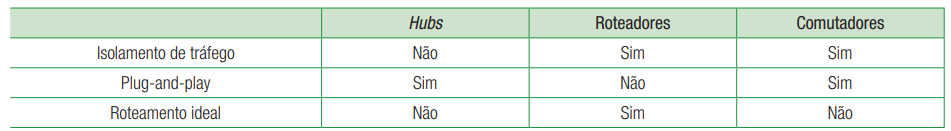 Hubs Roteadores Comutadores
Isolamento de tráfego Não Sim Sim
Plug-and-play Sim Não Sim
Roteamento ideal Não Sim Não